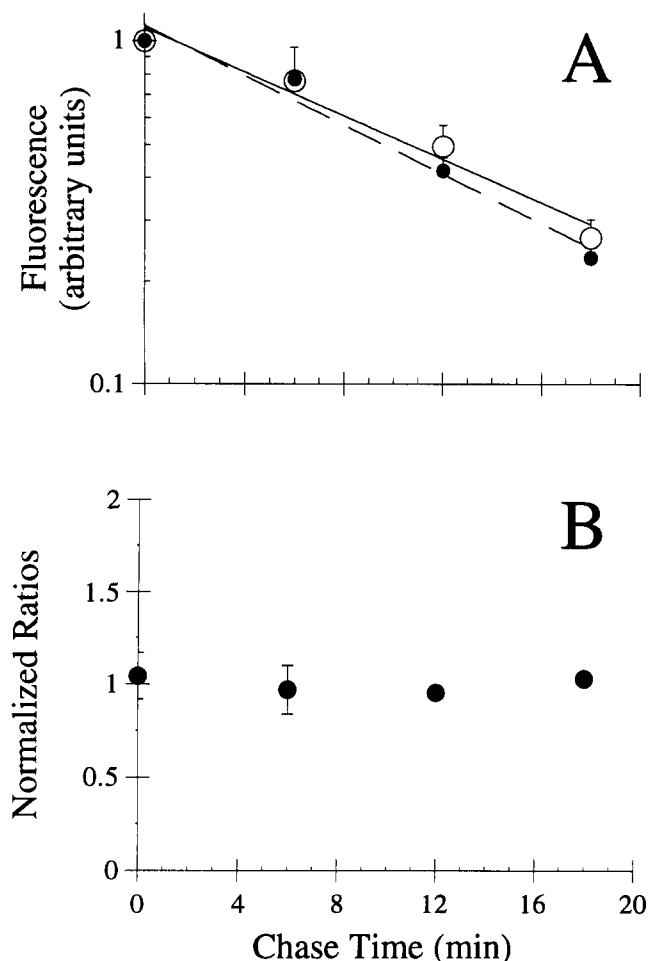 A
1
Fluorescence
(arbitrary units)
0.1
B
2
1.5
1
0.5
0
Normalized Ratios
0 4 8 12 16 20
Chase Time (min)